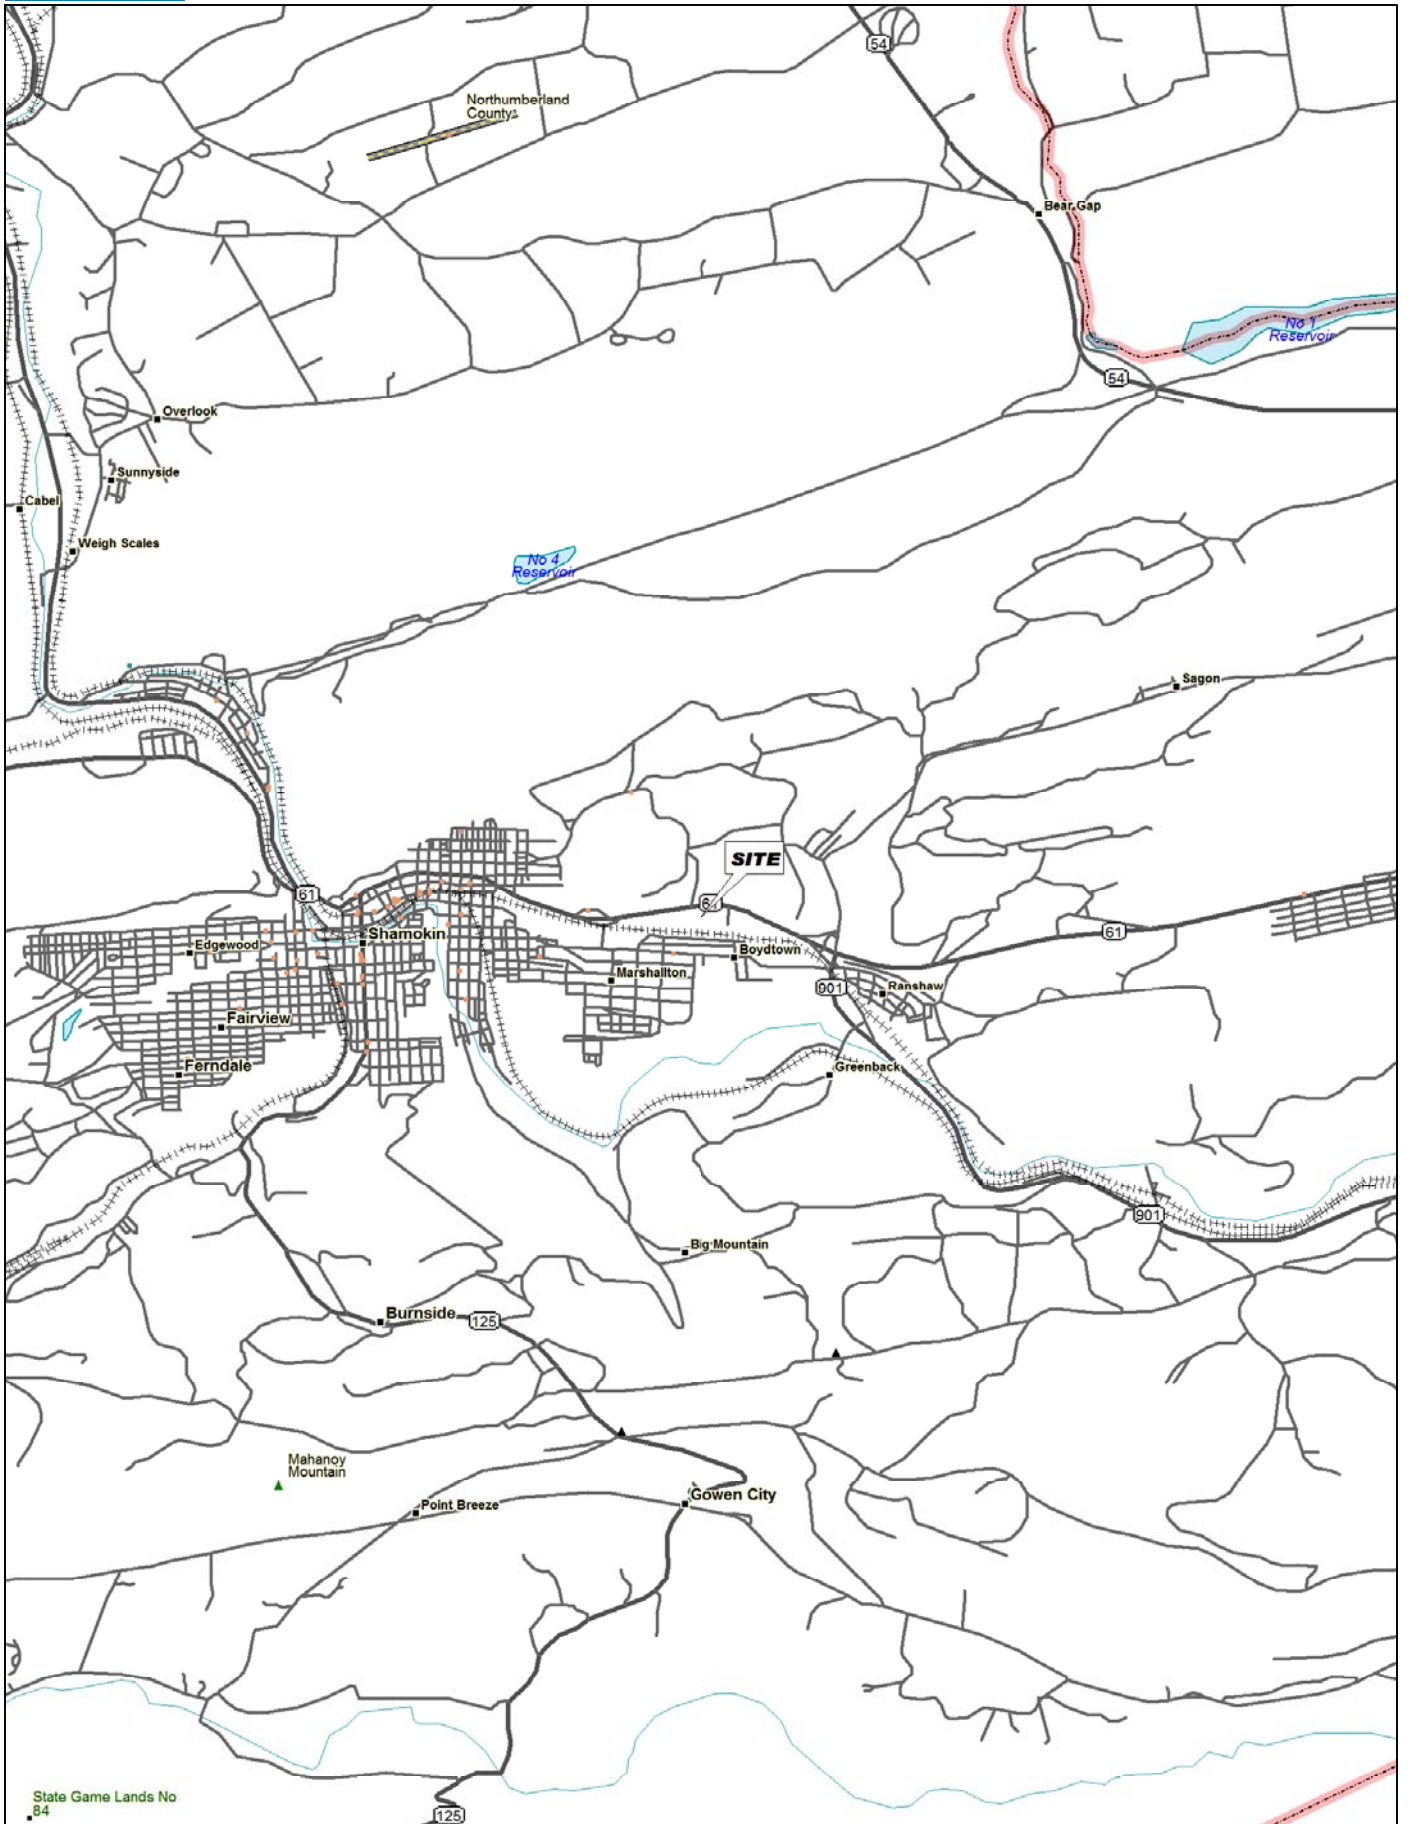 54
Northumberland
County
Bear Gap
No 1
Reservoir
54
Overlook
Sunnyside
Cabel
Weigh Scales
No 4
Reservoir
Sagon
SITE
61
61
Shamokin
Edgewood
Boydtown
61
Marshallton
901
Ranshaw
Fairview
Ferndale
Greenback
901
Big Mountain
Burnside
125
Mahanoy
Mountain
Gowen City
Point Breeze
State Game Lands No
84
125